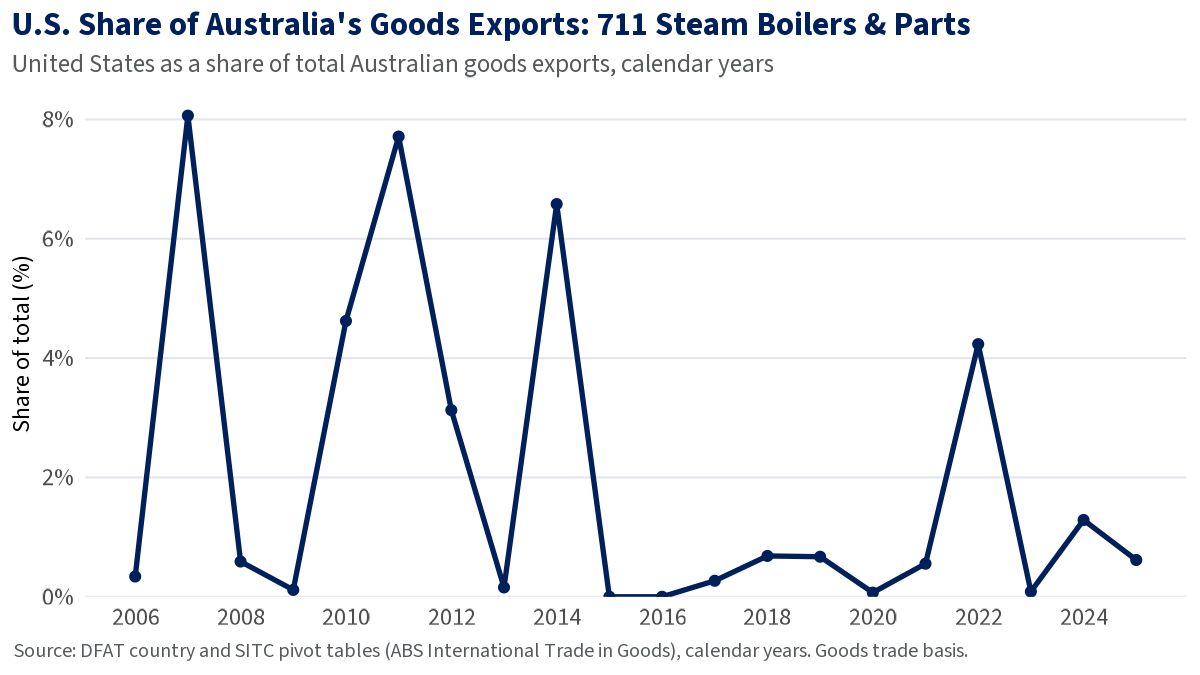 U.S. Share of Australia's Goods Exports: 711 Steam Boilers & Parts
United States as a share of total Australian goods exports, calendar years
Share of total (%)
8%
6%
4%
2%
0%
2006 2008 2010 2012 2014 2016 2018 2020 2022 2024
Source: DFAT country and SITC pivot tables (ABS International Trade in Goods), calendar years. Goods trade basis.